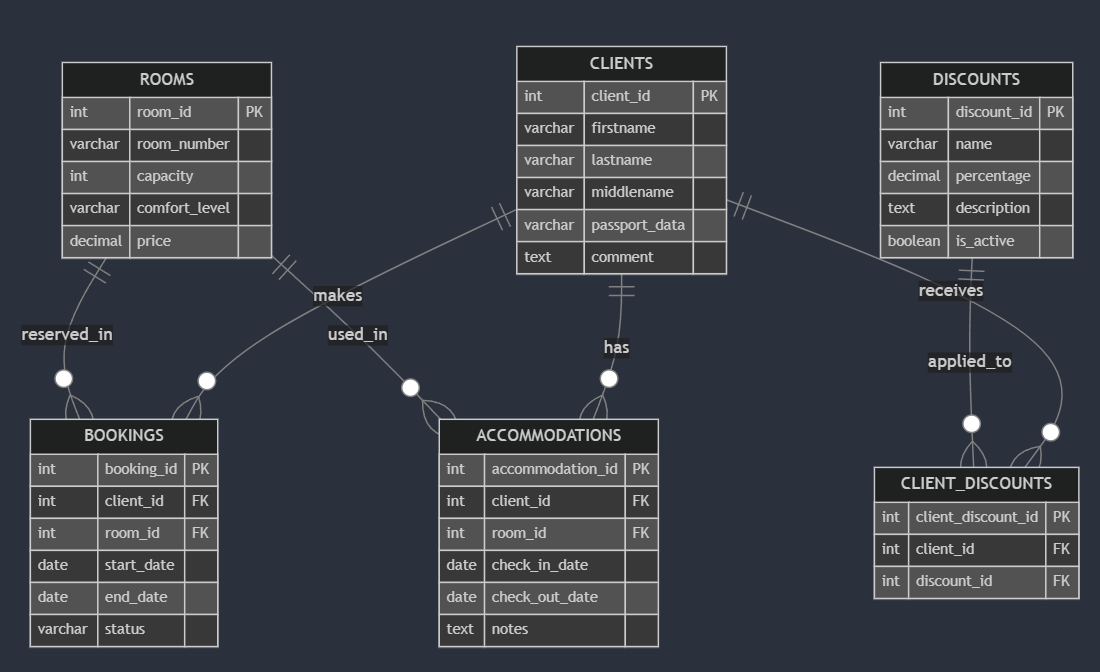 ROOMS
int room_id PK
varchar room_number
int capacity
varchar comfort_level
decimal price
CLIENTS
int client_id PK
varchar firstname
varchar lastname
varchar middlename
varchar passport_data
text comment
DISCOUNTS
int discount_id PK
varchar name
decimal percentage
text description
boolean is_active
makes
receives
reserved_in
used_in
has
applied_to
BOOKINGS
int booking_id PK
int client_id FK
int room_id FK
date start_date
date end_date
varchar status
ACCOMMODATIONS
int accommodation_id PK
int client_id FK
int room_id FK
date check_in_date
date check_out_date
text notes
CLIENT_DISCOUNTS
int client_discount_id PK
int client_id FK
int discount_id FK